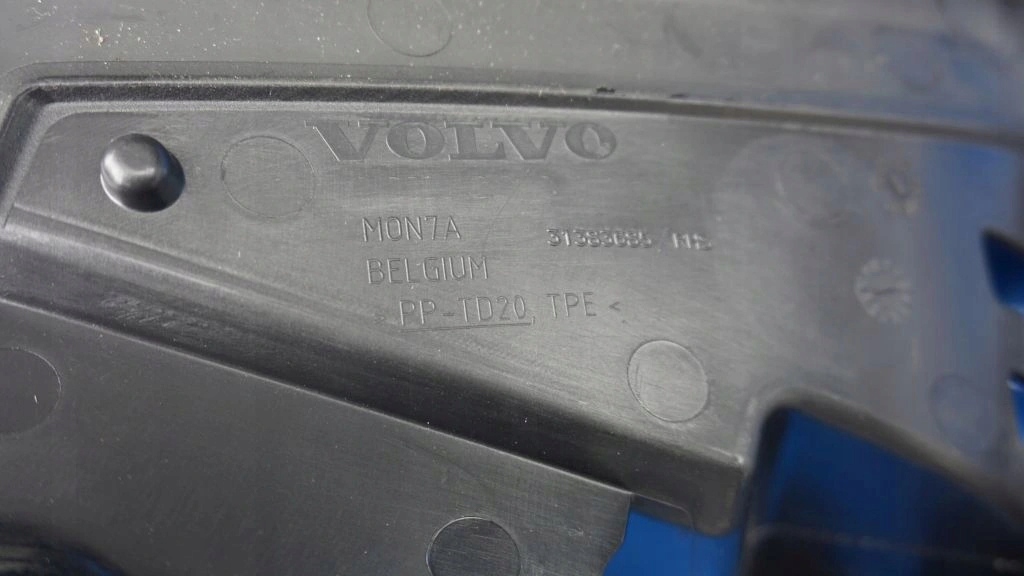 VOLVO
MON7A
BELGIUM
PP-TD20, TPE <